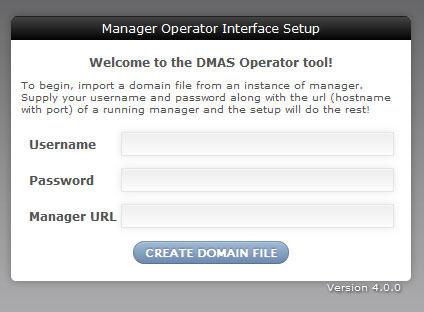 Manager Operator Interface Setup
Welcome to the DMAS Operator tool!
To begin, import a domain file from an instance of manager.
Supply your username and password along with the url (hostname
with port) of a running manager and the setup will do the rest!
Username
Password
Manager URL
CREATE DOMAIN FILE
Version 4.0.0